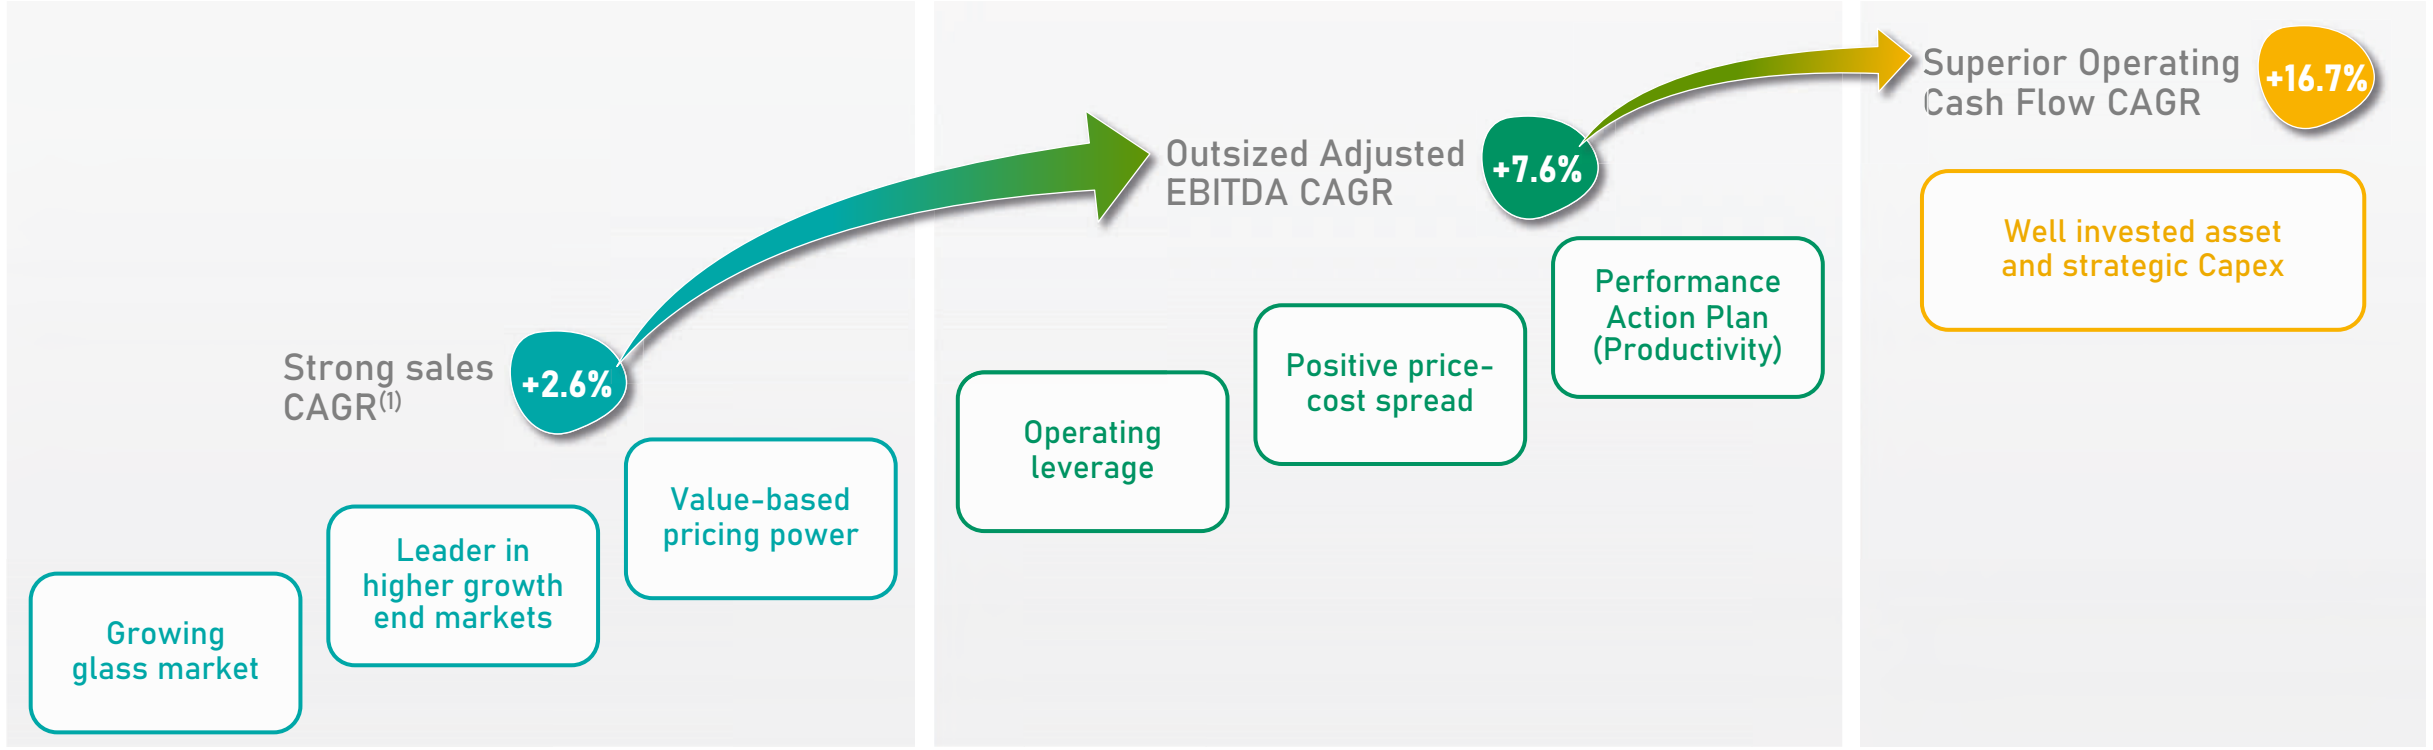 Strong sales
CAGR(1)
+2.6%
Growing
glass market
Leader in
higher growth
end markets
Value-based
pricing power
Outsized Adjusted
EBITDA CAGR
+7.6%
Operating
leverage
Positive price-
cost spread
Performance
Action Plan
(Productivity)
Superior Operating
Cash Flow CAGR
+16.7%
Well invested asset
and strategic Capex